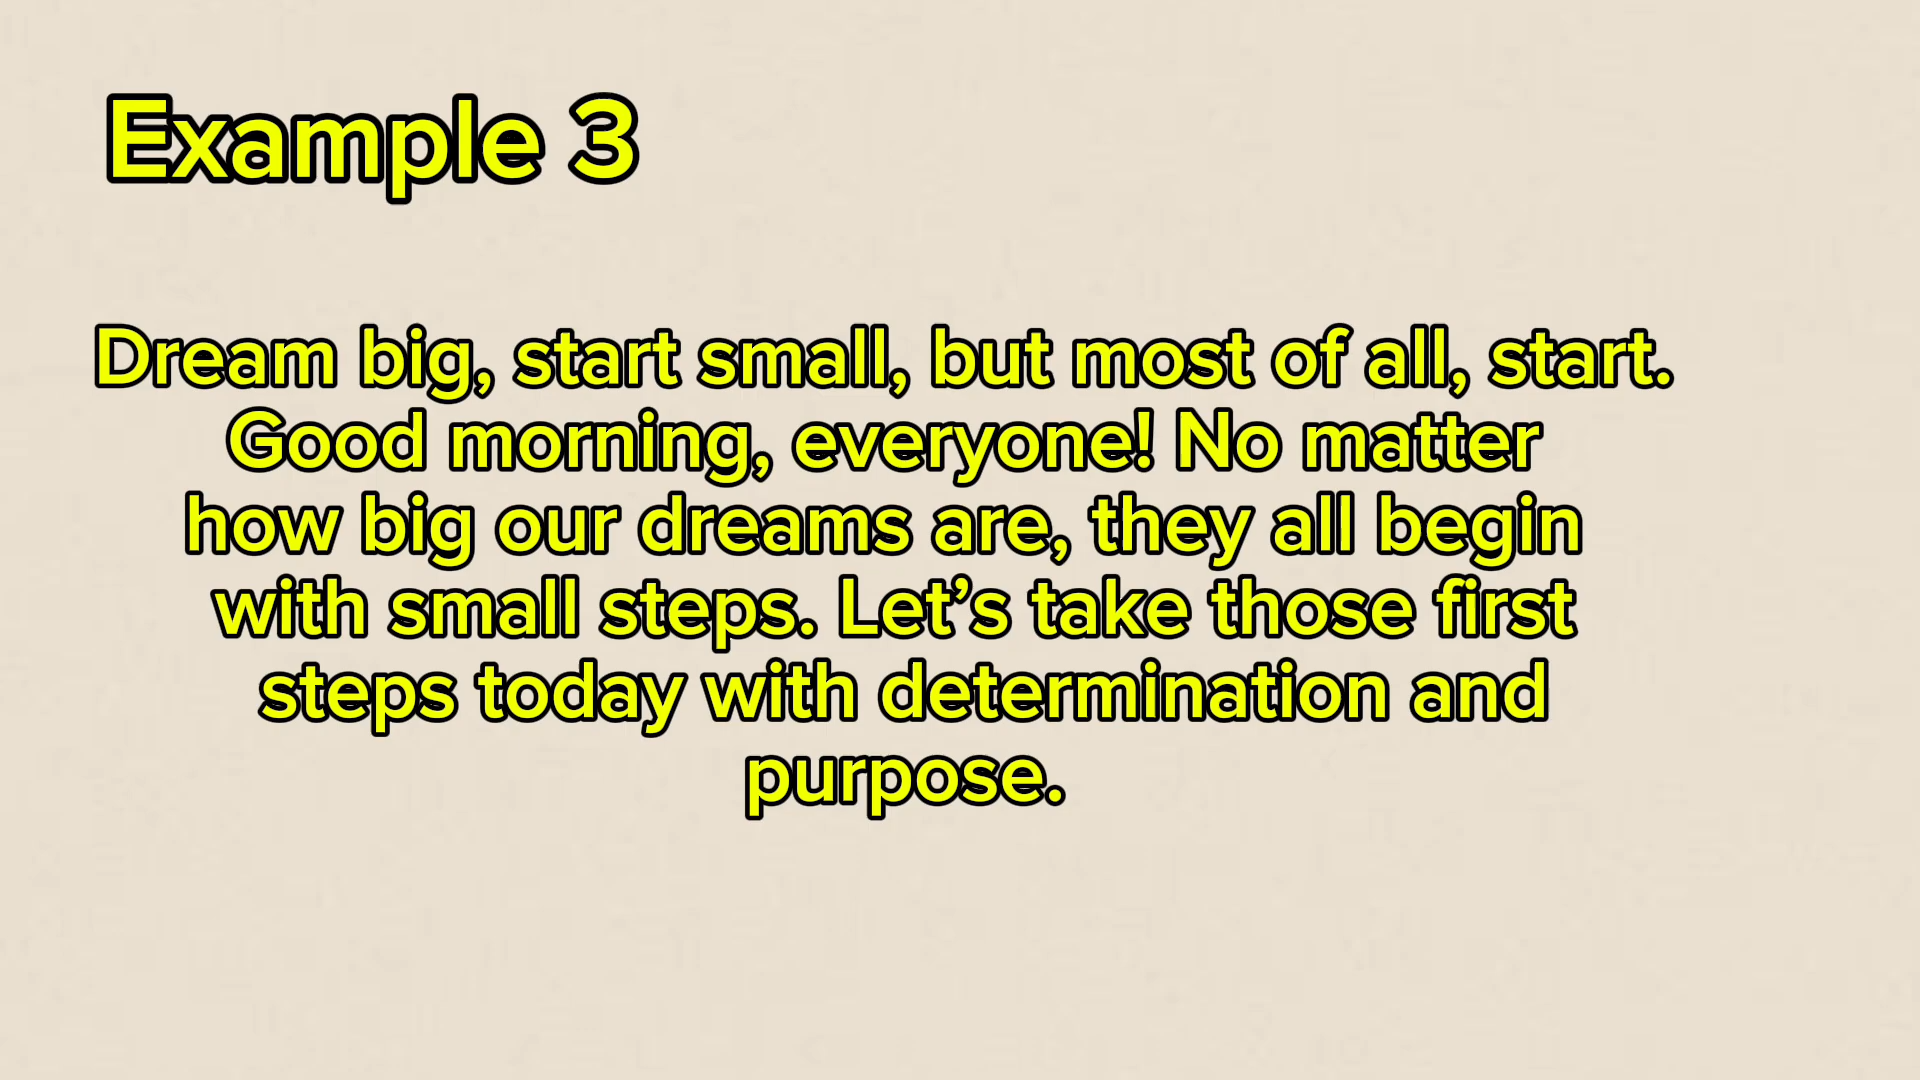 Example 3
Dream big, start small, but most of all, start.
Good morning, everyone! No matter
how big our dreams are, they all begin
with small steps. Let’s take those first
steps today with determination and
purpose.